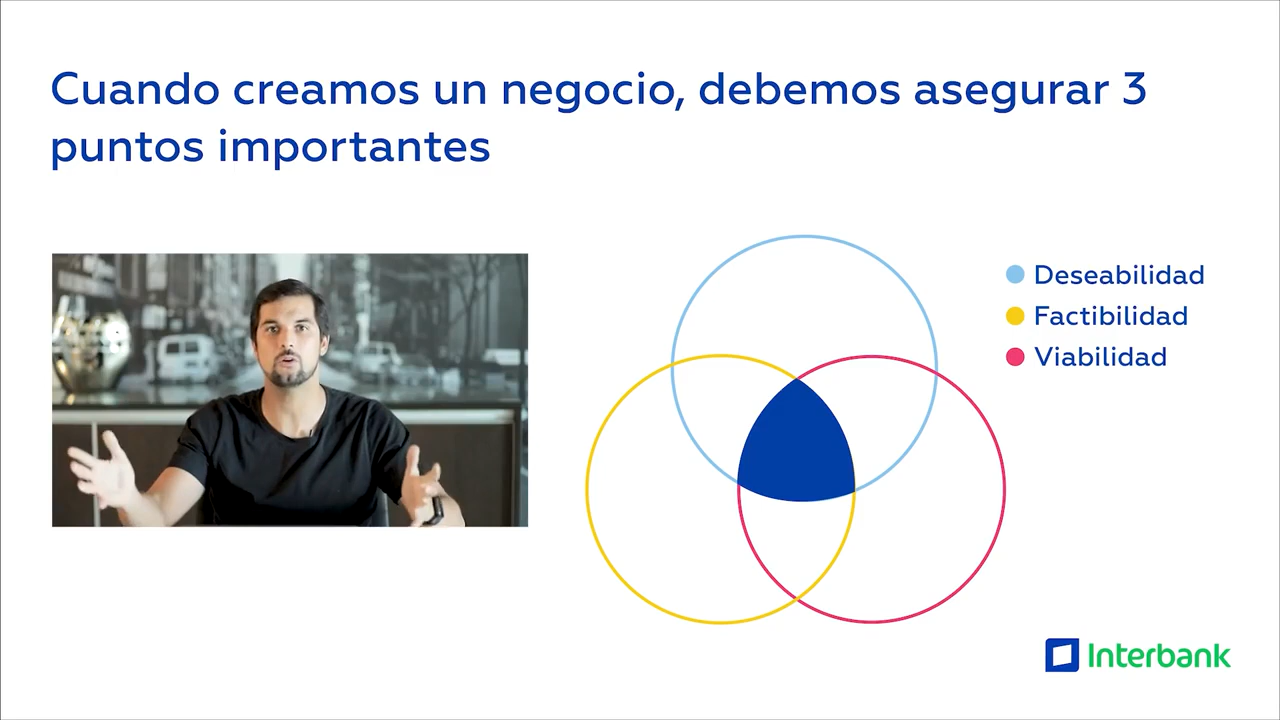 Cuando creamos un negocio, debemos asegurar 3
puntos importantes
Deseabilidad
Factibilidad
Viabilidad
Interbank